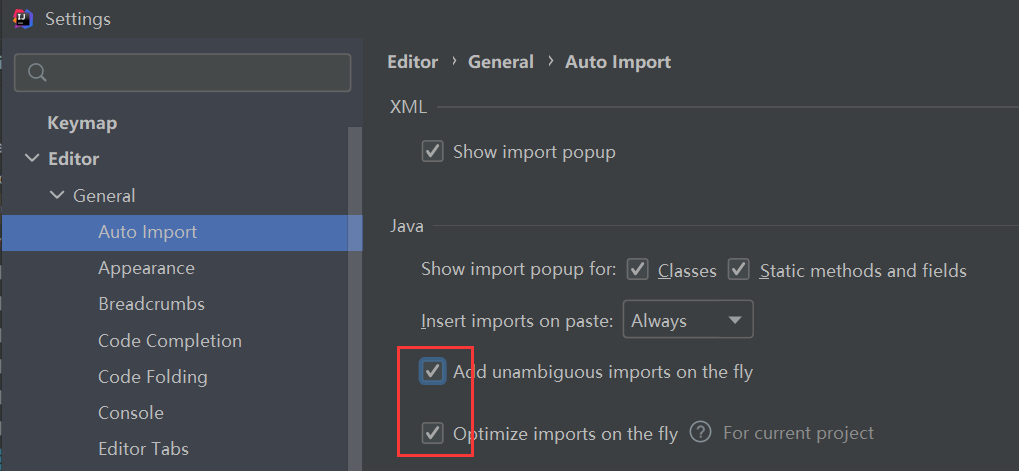 Settings
Keymap
Editor
General
Auto Import
Appearance
Breadcrumbs
Code Completion
Code Folding
Console
Editor Tabs
Editor › General › Auto Import
XML
Show import popup
Java
Show import popup for: Classes Static methods and fields
Insert imports on paste: Always
Add unambiguous imports on the fly
Optimize imports on the fly ? For current project